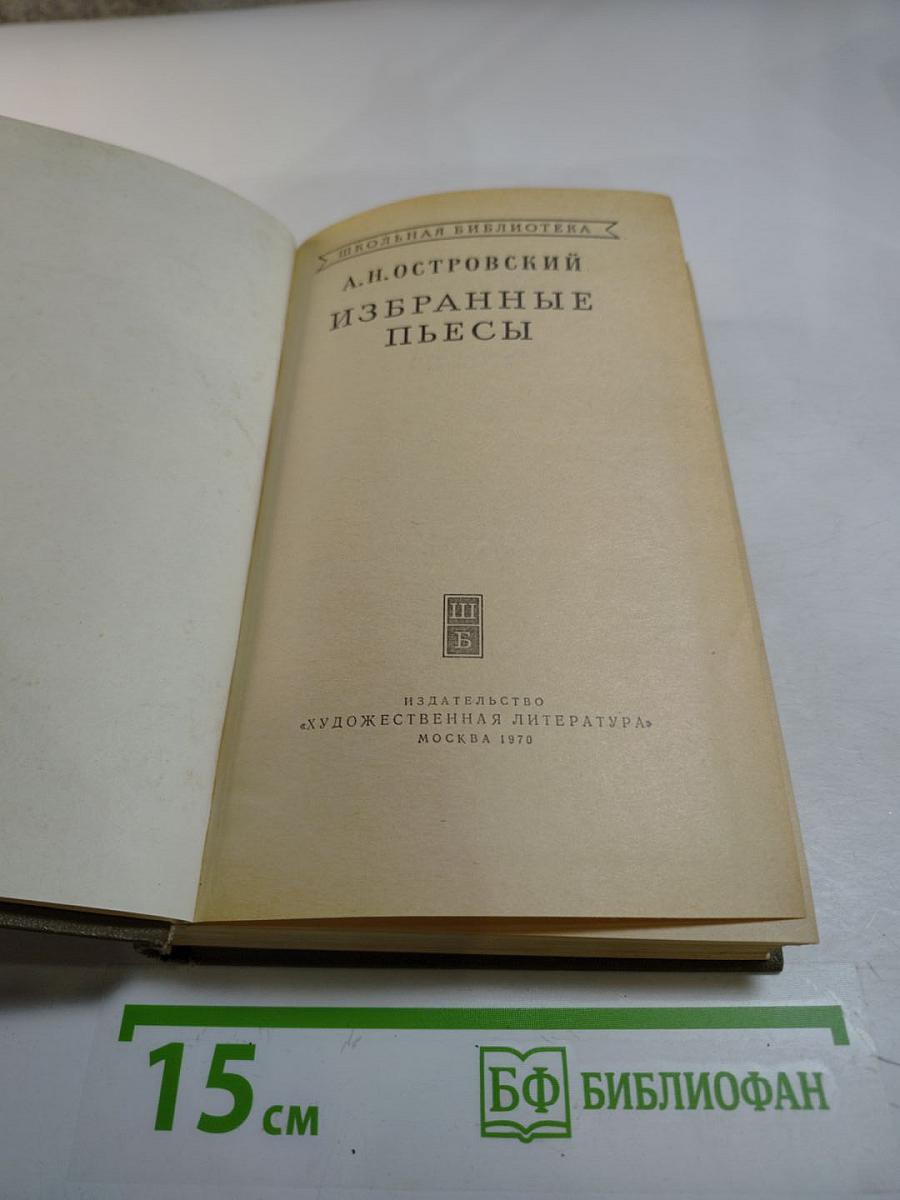 ШКОЛЬНАЯ БИБЛИОТЕКА
А.Н.ОСТРОВСКИЙ
ИЗБРАННЫЕ
ПЬЕСЫ
Ш
Б
ИЗДАТЕЛЬСТВО
«ХУДОЖЕСТВЕННАЯ ЛИТЕРАТУРА»
МОСКВА 1970
15 см
БФ БИБЛИОФАН